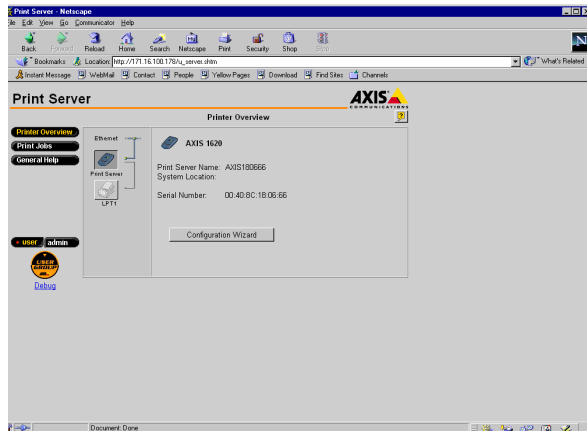 Print Server - Netscape
File Edit View Go Communicator Help
Back Forward Reload Home Search Netscape Print Security Shop Stop
Bookmarks Location: http://171.16.100.178/u_server.shtm What's Related
Instant Message WebMail Contact People Yellow Pages Download Find Sites Channels
Print Server
AXIS
COMMUNICATIONS
Printer Overview
?
Printer Overview
Print Jobs
General Help
Ethernet
Print Server
LPT1
AXIS 1620
Print Server Name: AXIS180666
System Location:
Serial Number: 00:40:8C:18:06:66
Configuration Wizard
user admin
USER GROUP
Debug
Document: Done